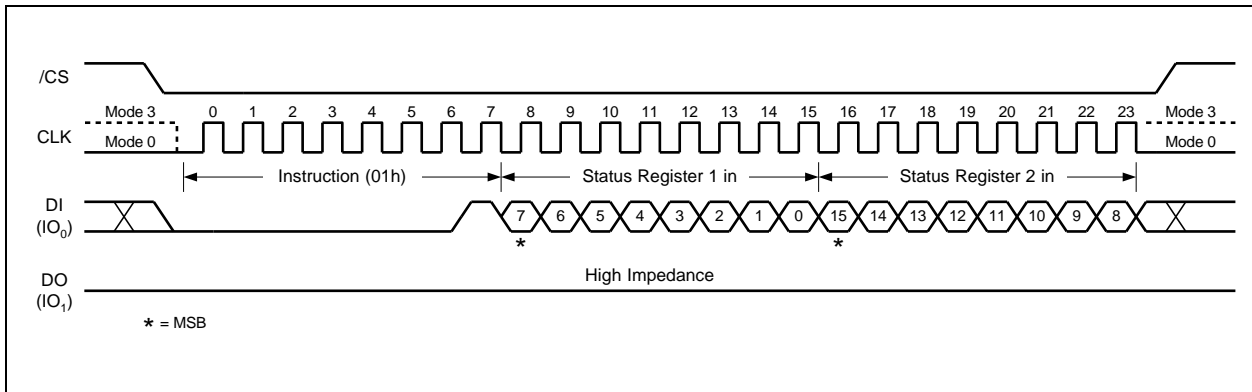 /CS
Mode 3 0 1 2 3 4 5 6 7 8 9 10 11 12 13 14 15 16 17 18 19 20 21 22 23 Mode 3
CLK
Mode 0 Mode 0
Instruction (01h) Status Register 1 in Status Register 2 in
DI
(IO0) 7 6 5 4 3 2 1 0 15 14 13 12 11 10 9 8
* *
High Impedance
DO
(IO1)
* = MSB